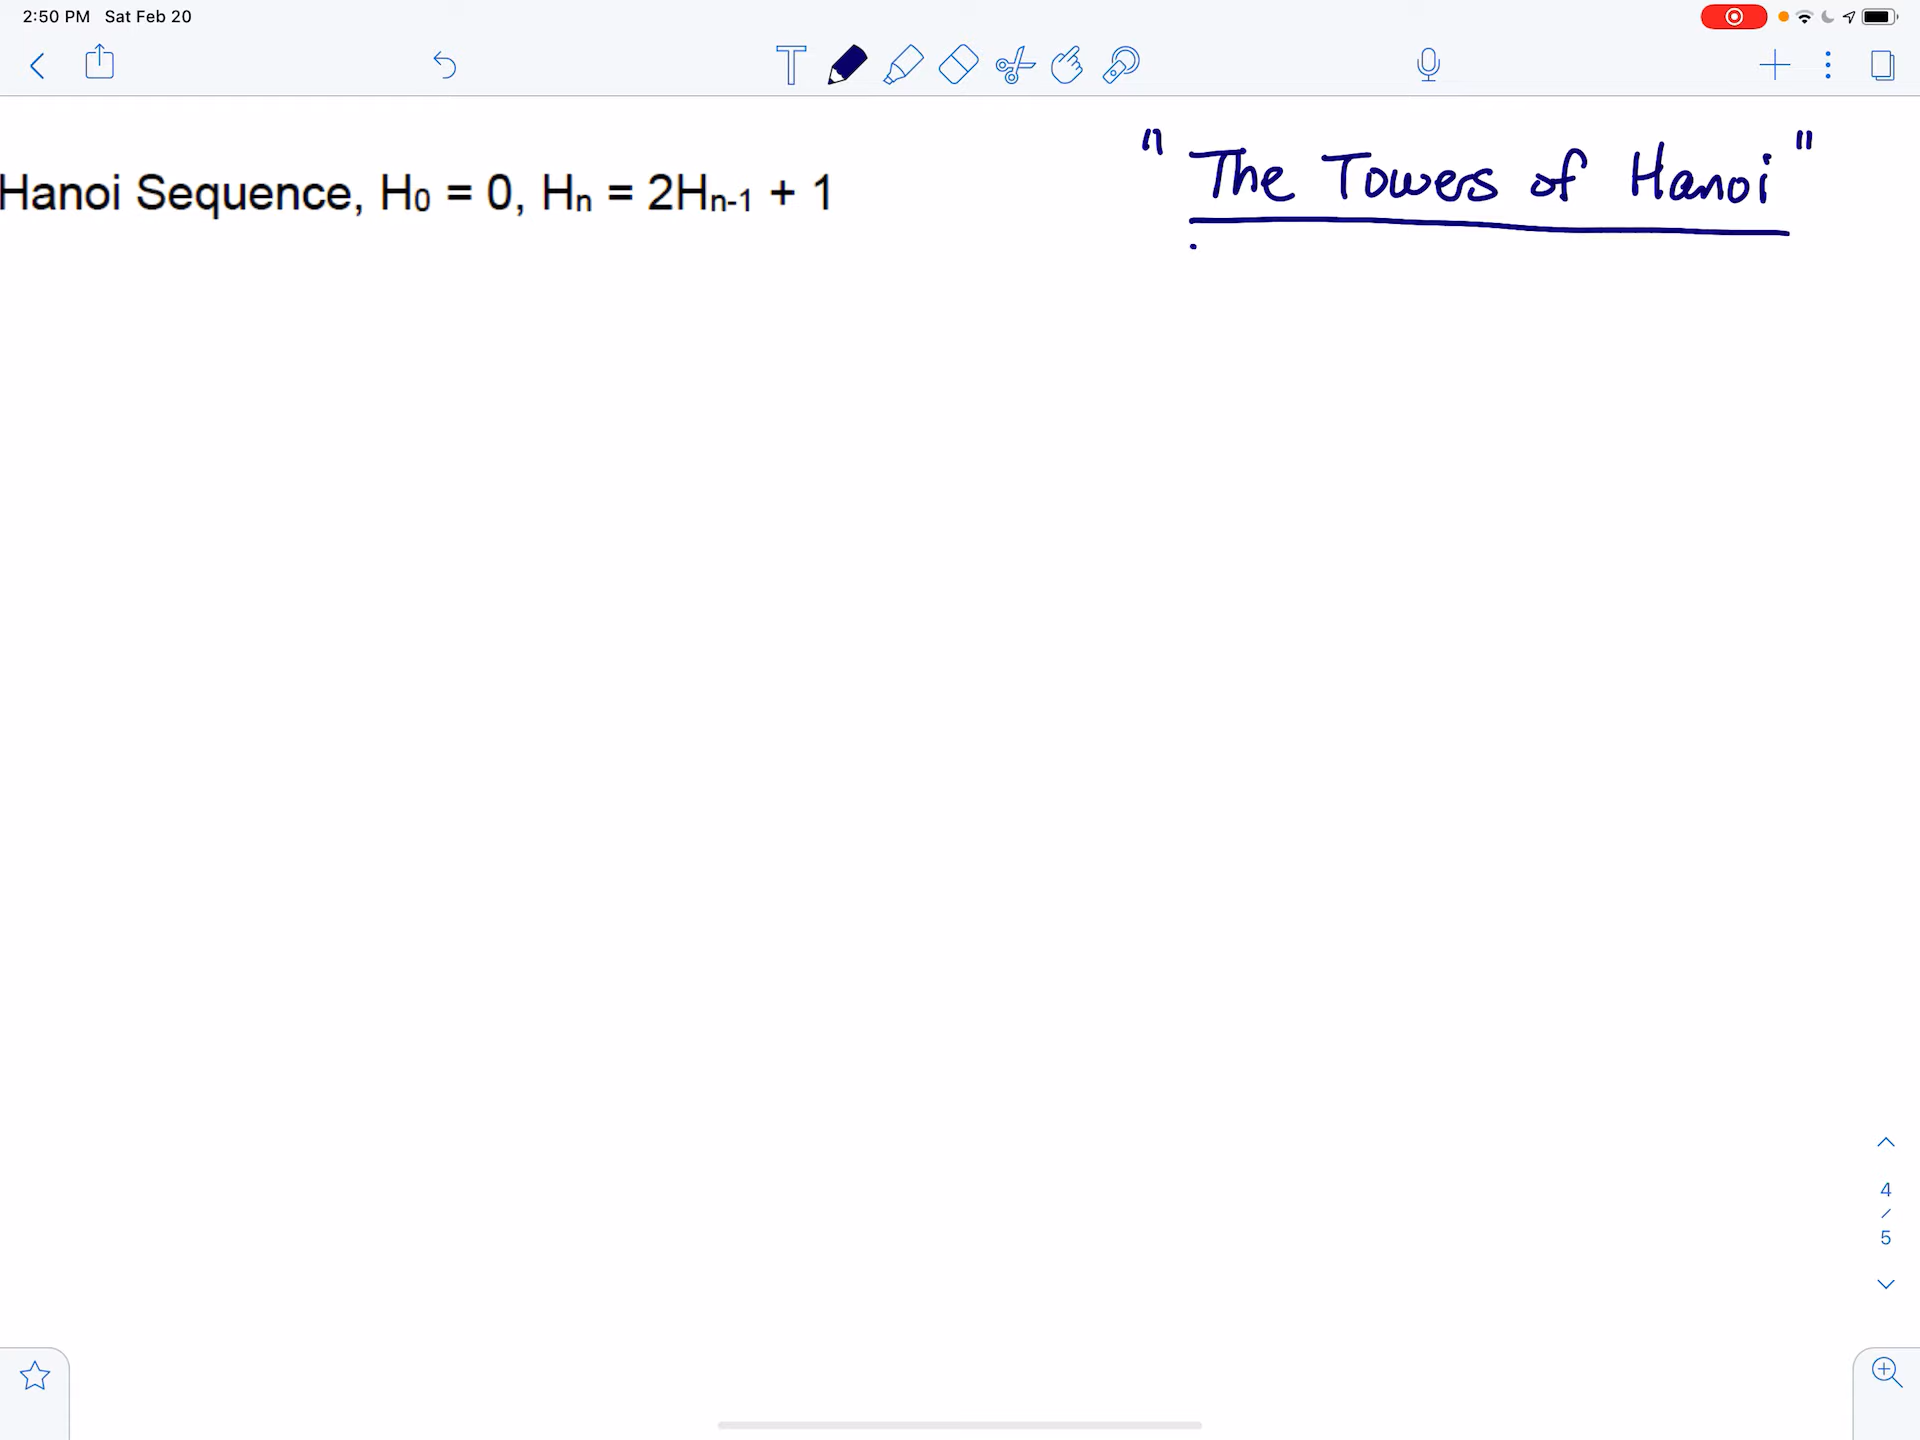 2:50 PM Sat Feb 20
T
"The Towers of Hanoi"
Hanoi Sequence, H₀ = 0, Hₙ = 2Hₙ₋₁ + 1
4
/
5